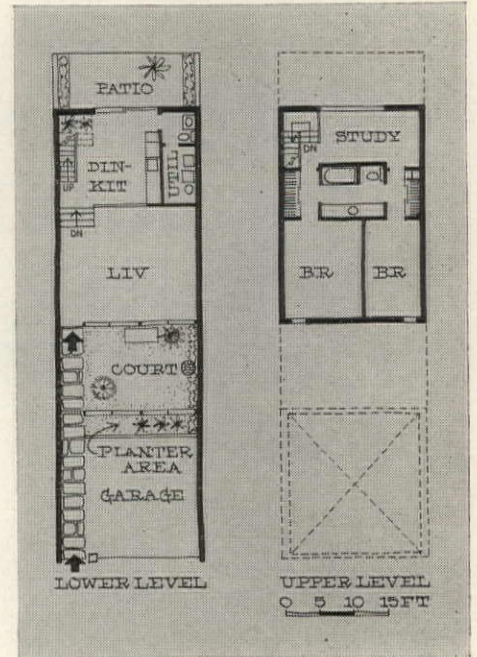 PATIO
DIN-
KIT
UTIL
UP
DN
LIV
COURT
PLANTER
AREA
GARAGE
LOWER LEVEL
STUDY
DN
BR
BR
UPPER LEVEL
0 5 10 15FT